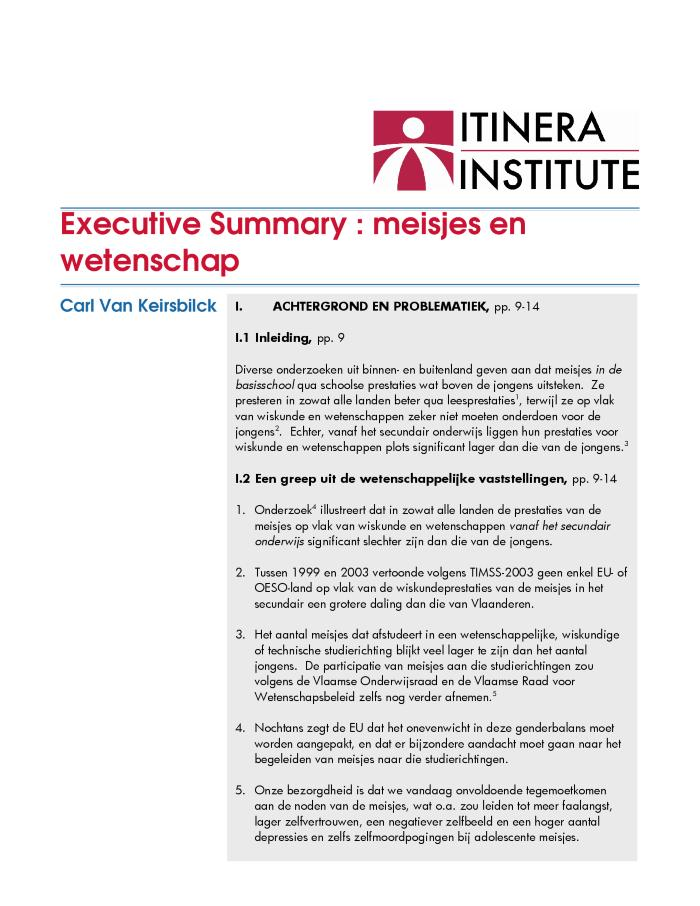 ITINERA
INSTITUTE
Executive Summary : meisjes en
wetenschap
Carl Van Keirsbilck
I. ACHTERGROND EN PROBLEMATIEK, pp. 9-14
I.1 Inleiding, pp. 9
Diverse onderzoeken uit binnen- en buitenland geven aan dat meisjes in de
basisschool qua schoolse prestaties wat boven de jongens uitsteken. Ze
presteren in zowat alle landen beter qua leesprestaties1, terwijl ze op vlak
van wiskunde en wetenschappen zeker niet moeten onderdoen voor de
jongens2. Echter, vanaf het secundair onderwijs liggen hun prestaties voor
wiskunde en wetenschappen plots significant lager dan die van de jongens.3
I.2 Een greep uit de wetenschappelijke vaststellingen, pp. 9-14
1. Onderzoek4 illustreert dat in zowat alle landen de prestaties van de
meisjes op vlak van wiskunde en wetenschappen vanaf het secundair
onderwijs significant slechter zijn dan die van de jongens.
2. Tussen 1999 en 2003 vertoonde volgens TIMSS-2003 geen enkel EU- of
OESO-land op vlak van de wiskundeprestaties van de meisjes in het
secundair een grotere daling dan die van Vlaanderen.
3. Het aantal meisjes dat afstudeert in een wetenschappelijke, wiskundige
of technische studierichting blijkt veel lager te zijn dan het aantal
jongens. De participatie van meisjes aan die studierichtingen zou
volgens de Vlaamse Onderwijsraad en de Vlaamse Raad voor
Wetenschapsbeleid zelfs nog verder afnemen.5
4. Nochtans zegt de EU dat het onevenwicht in deze genderbalans moet
worden aangepakt, en dat er bijzondere aandacht moet gaan naar het
begeleiden van meisjes naar die studierichtingen.
5. Onze bezorgdheid is dat we vandaag onvoldoende tegemoetkomen
aan de noden van de meisjes, wat o.a. zou leiden tot meer faalangst,
lager zelfvertrouwen, een negatiever zelfbeeld en een hoger aantal
depressies en zelfs zelfmoordpogingen bij adolescente meisjes.